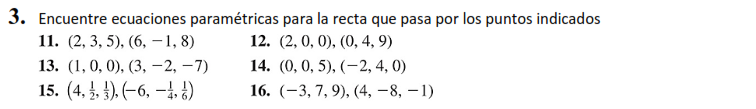 3. Encuentre ecuaciones paramétricas para la recta que pasa por los puntos indicados
11. (2, 3, 5), (6, −1, 8) 12. (2, 0, 0), (0, 4, 9)
13. (1, 0, 0), (3, −2, −7) 14. (0, 0, 5), (−2, 4, 0)
15. (4, 1/2, 1/3), (−6, −1/4, 1/6) 16. (−3, 7, 9), (4, −8, −1)